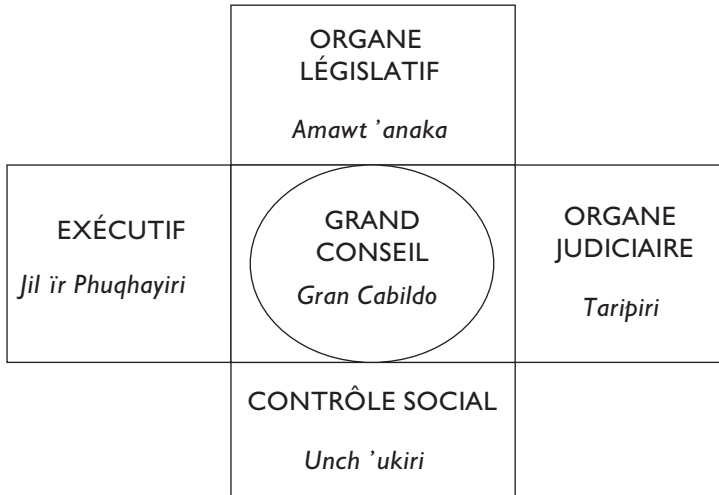 ORGANE
LÉGISLATIF
Amawt ’anaka
EXÉCUTIF
Jil ïr Phuqhayiri
GRAND
CONSEIL
Gran Cabildo
ORGANE
JUDICIAIRE
Taripiri
CONTRÔLE SOCIAL
Unch ’ukiri